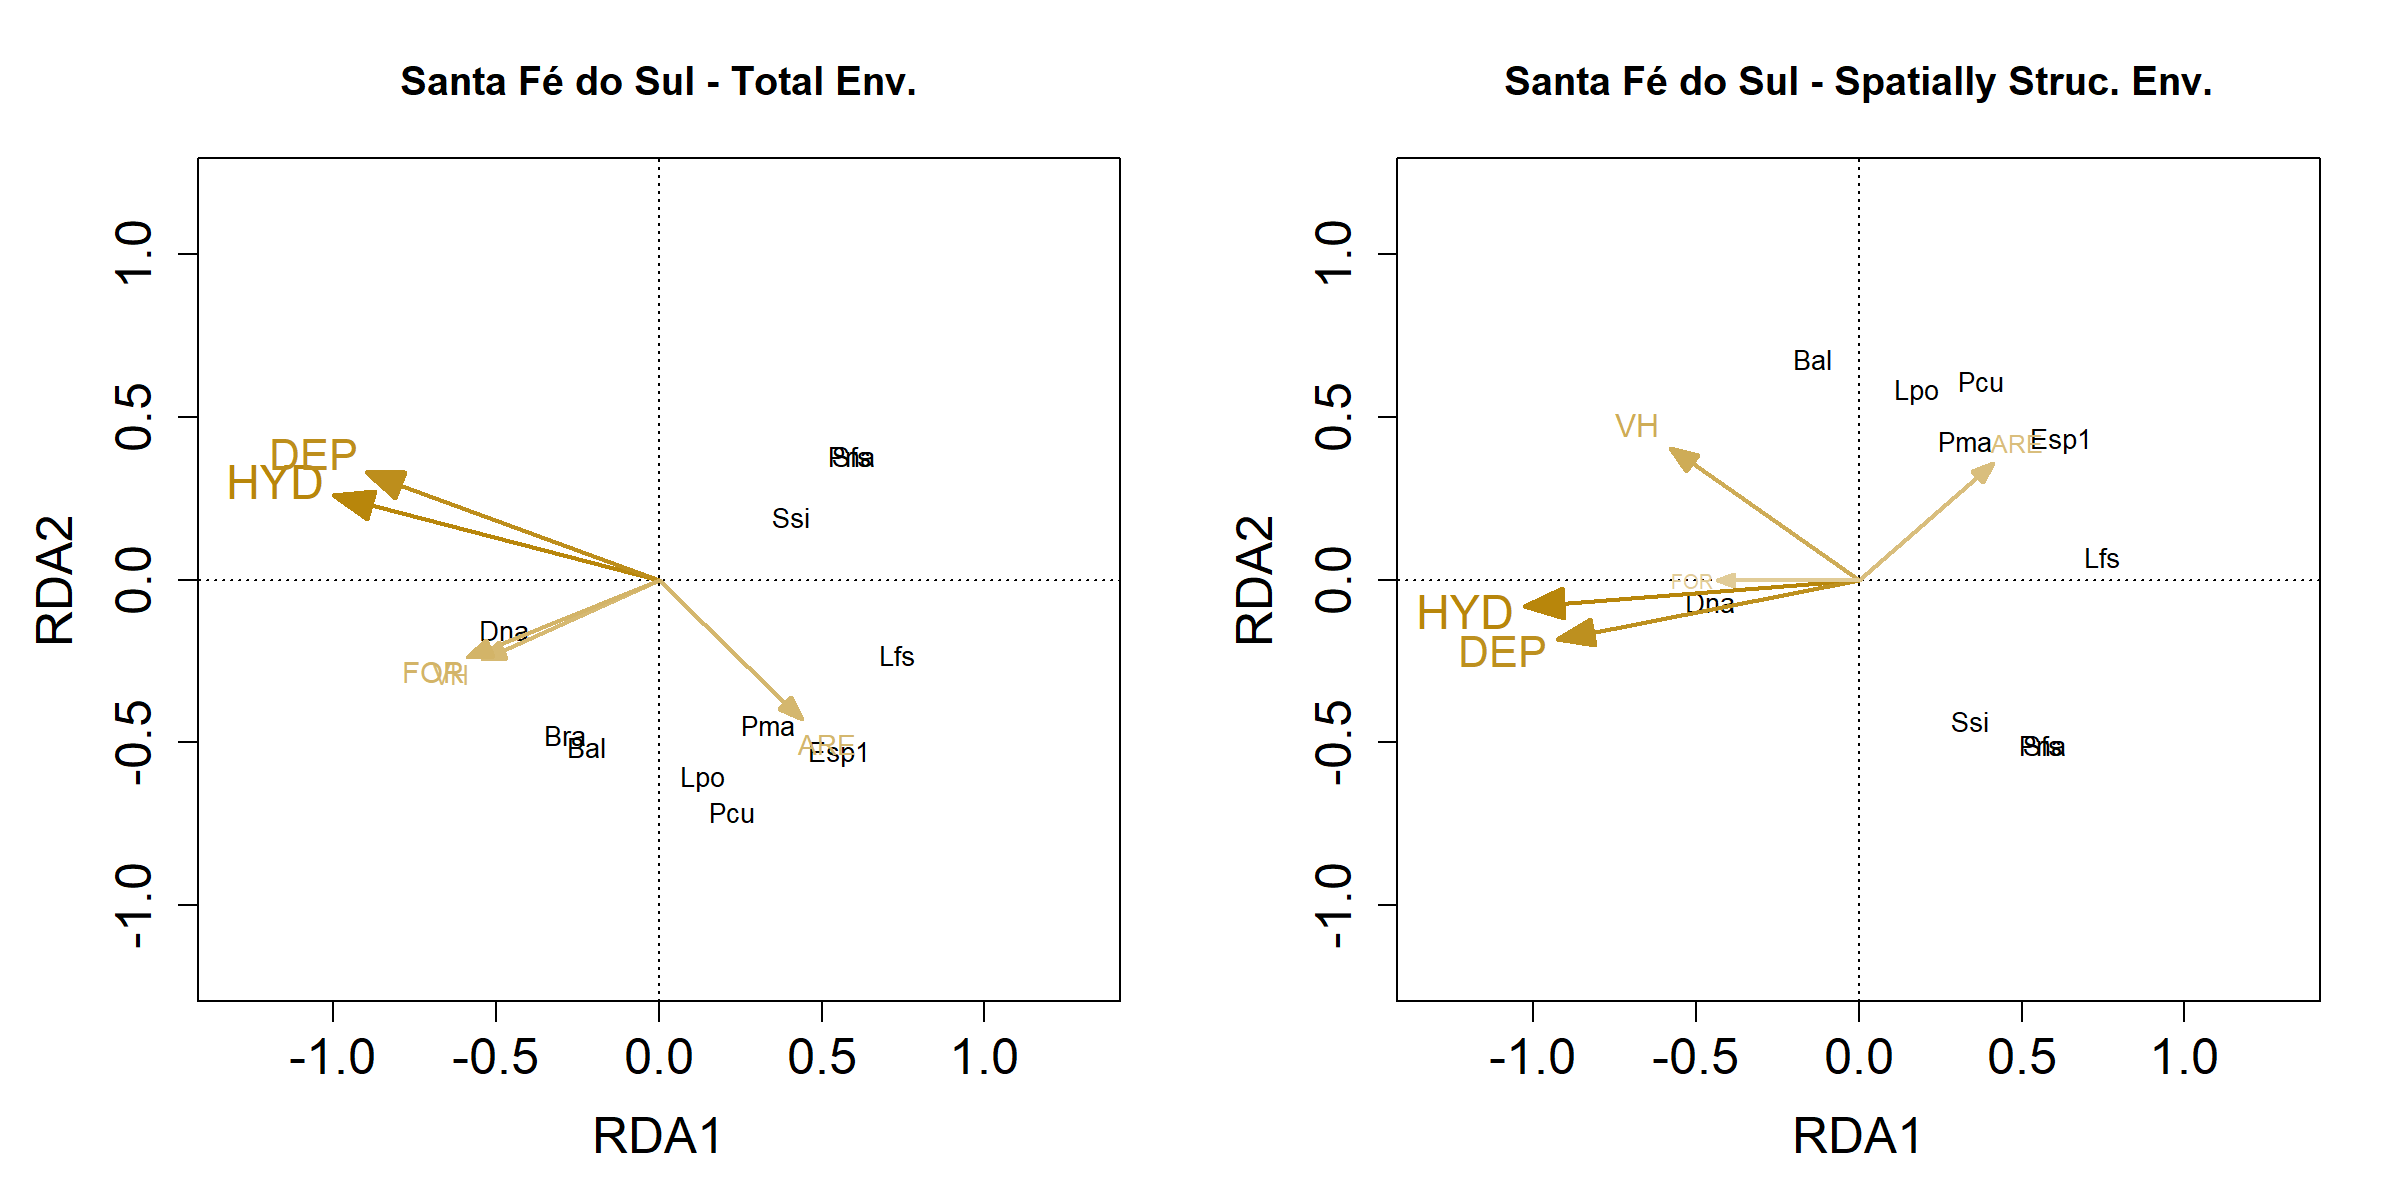 Santa Fé do Sul - Total Env.
RDA2
1.0
0.5
0.0
-0.5
-1.0
DEP
HYD
Ssi
Dna
FOR
VH
Lfs
Bra
Bal
Pma
ARE
Esp1
Lpo
Pcu
-1.0
-0.5
0.0
0.5
1.0
RDA1
Santa Fé do Sul - Spatially Struc. Env.
RDA2
1.0
0.5
0.0
-0.5
-1.0
Bal
Lpo
Pcu
VH
Pma
ARE
Esp1
Lfs
FOR
Dna
HYD
DEP
Ssi
-1.0
-0.5
0.0
0.5
1.0
RDA1